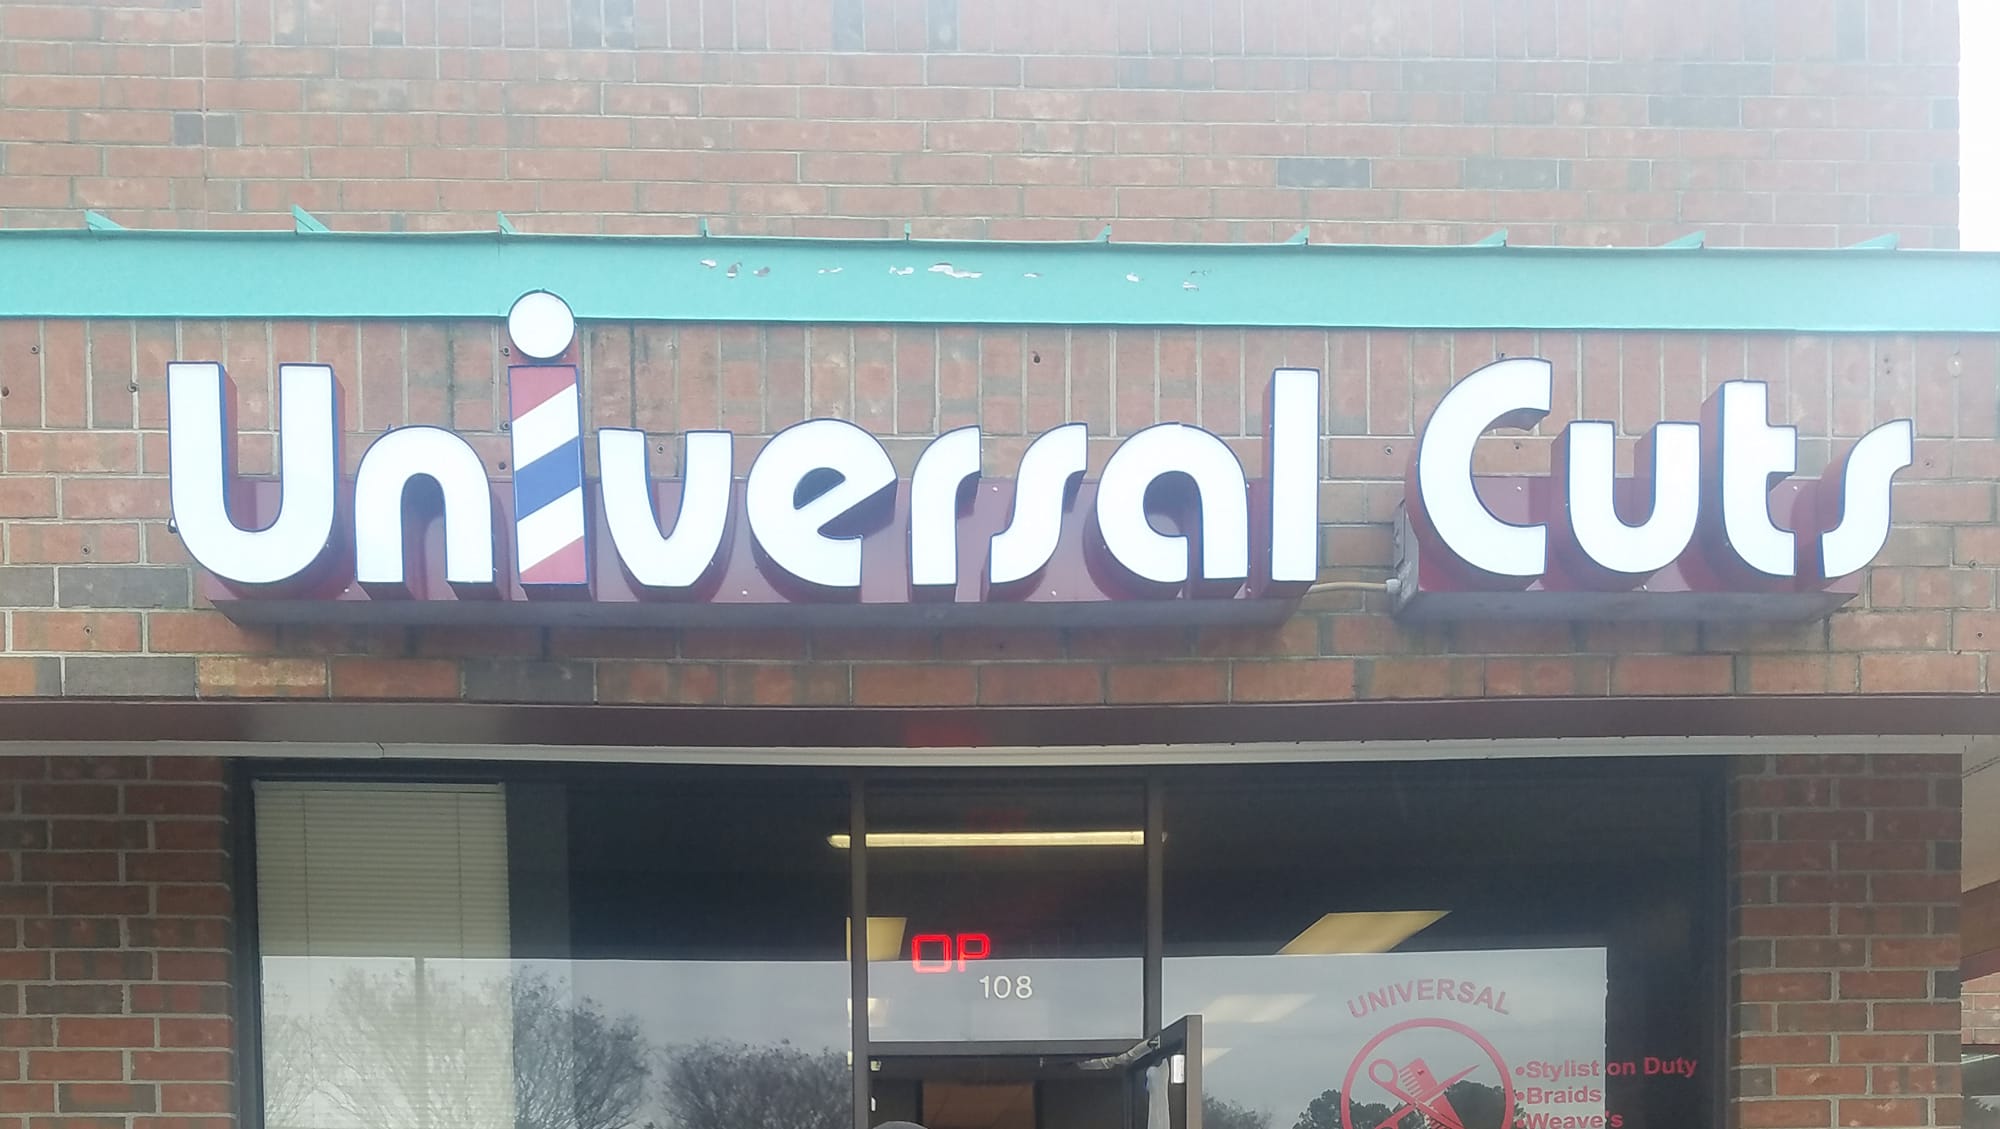 Universal Cuts
OP
108
UNIVERSAL
•Stylist on Duty
•Braids
•Weave's